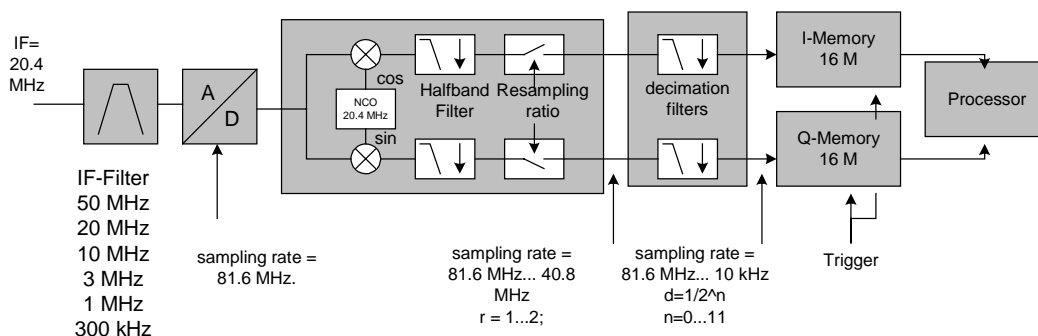 IF=
20.4
MHz
A
D
IF-Filter
50 MHz
20 MHz
10 MHz
3 MHz
1 MHz
300 kHz
sampling rate =
81.6 MHz.
cos
NCO
20.4 MHz
sin
Halfband
Filter
Resampling
ratio
sampling rate =
81.6 MHz... 40.8
MHz
r = 1...2;
decimation
filters
sampling rate =
81.6 MHz... 10 kHz
d=1/2^n
n=0...11
I-Memory
16 M
Q-Memory
16 M
Trigger
Processor